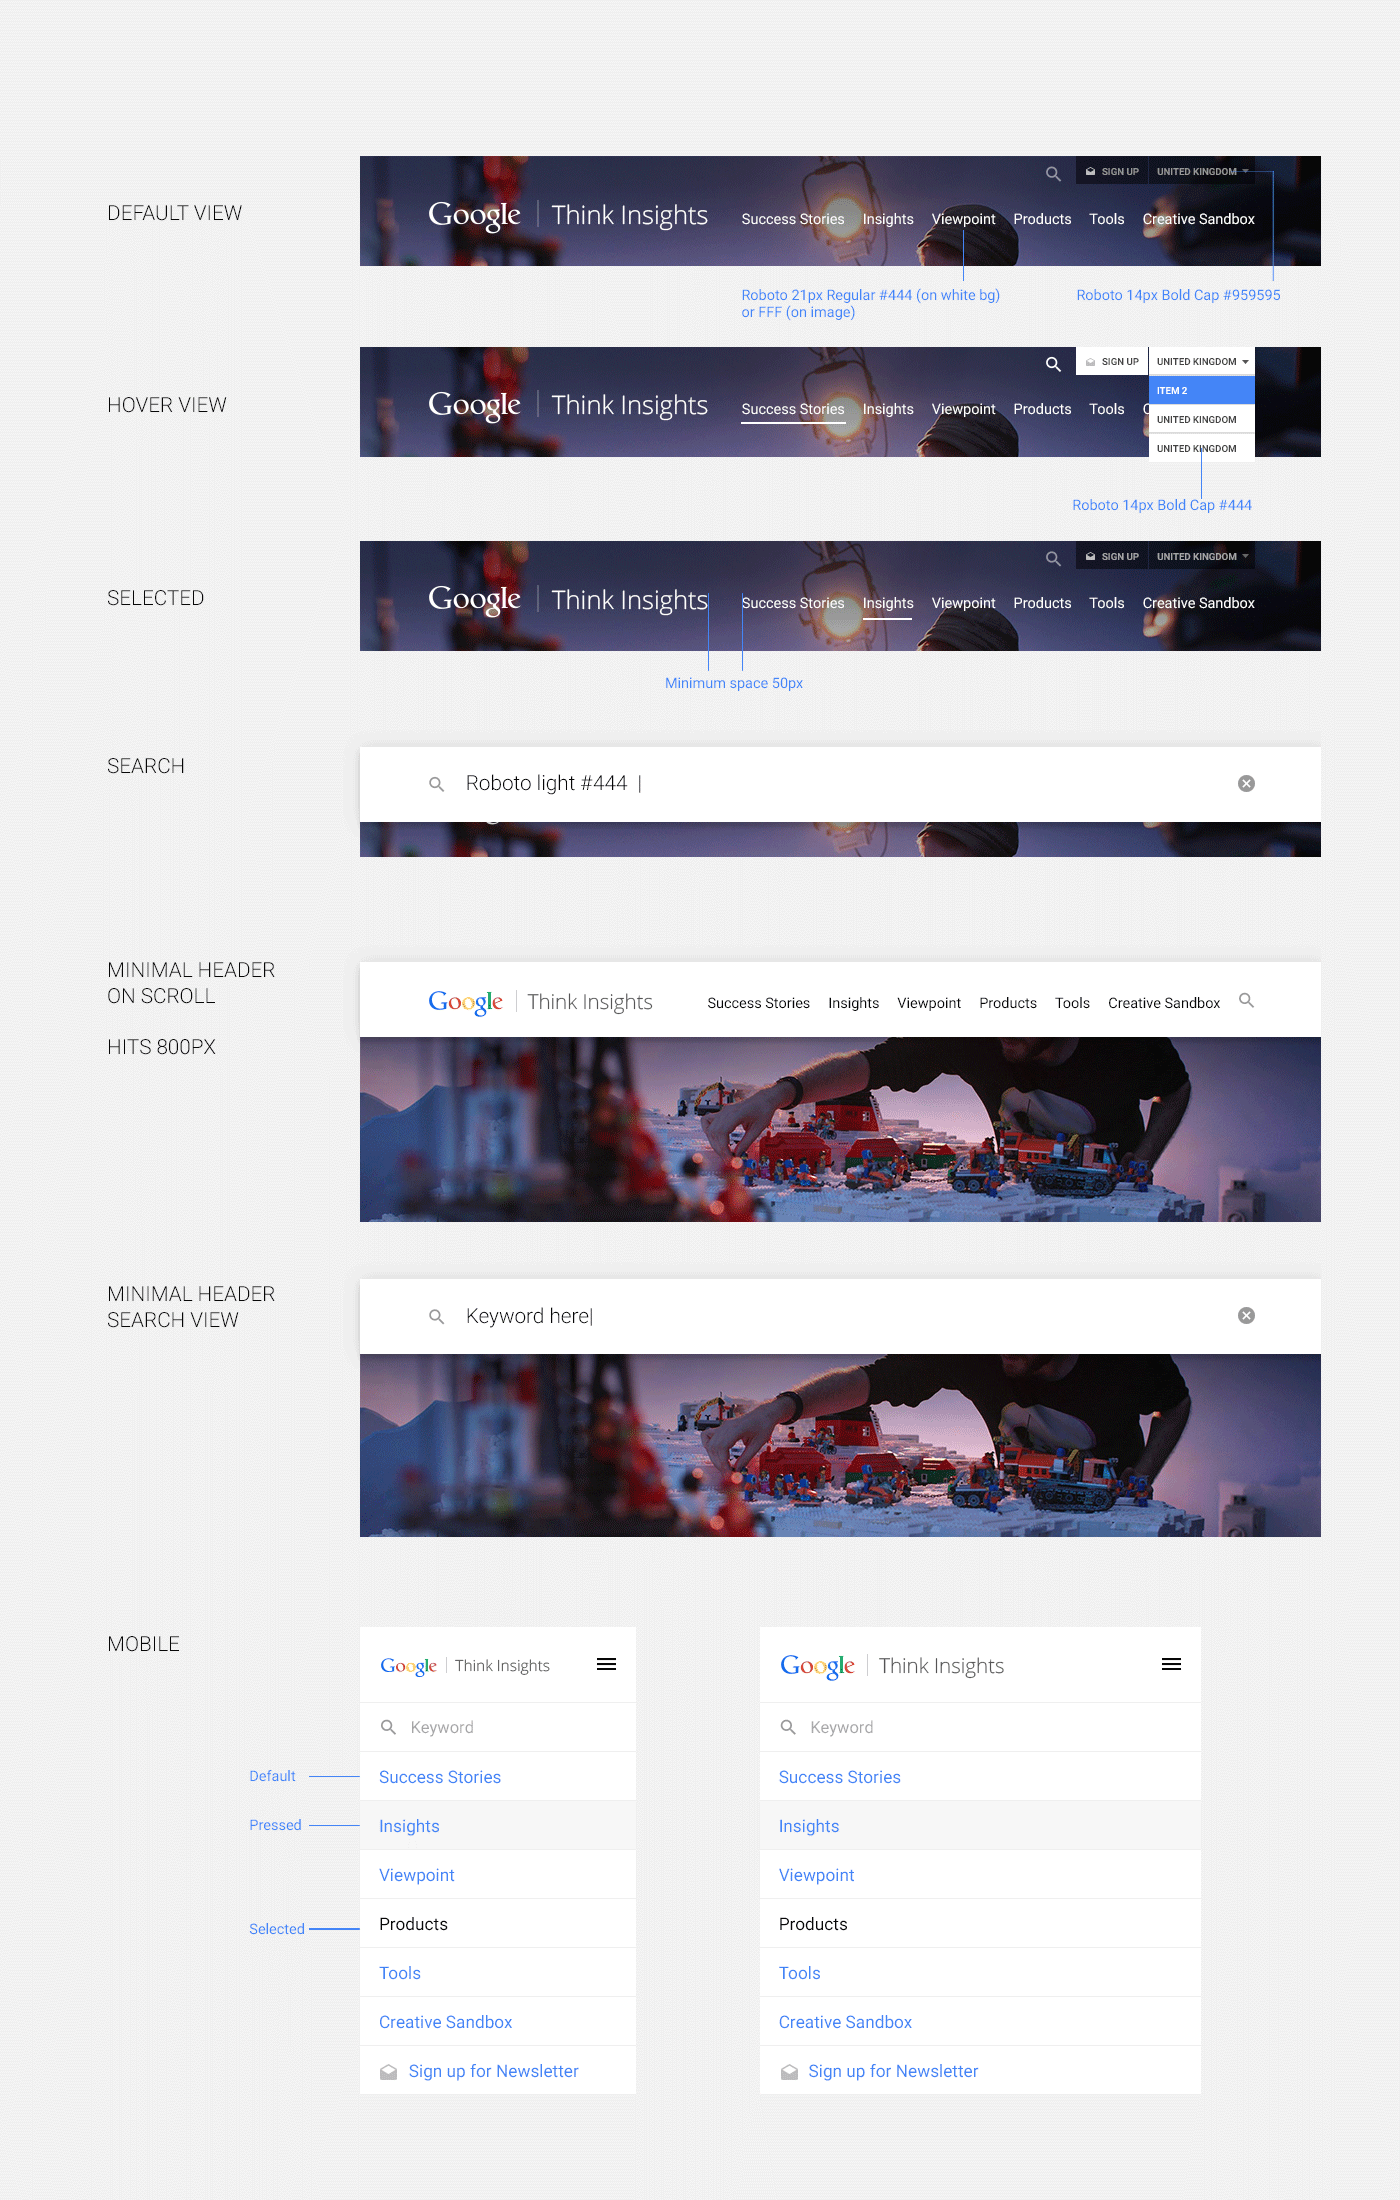 SIGN UP UNITED KINGDOM
DEFAULT VIEW
Google Think Insights Success Stories Insights Viewpoint Products Tools Creative Sandbox
Roboto 21px Regular #444 (on white bg)
or FFF (on image)
Roboto 14px Bold Cap #959595
SIGN UP UNITED KINGDOM
ITEM 2
HOVER VIEW
Google Think Insights Success Stories Insights Viewpoint Products Tools C
UNITED KINGDOM
UNITED KINGDOM
Roboto 14px Bold Cap #444
SIGN UP UNITED KINGDOM
SELECTED
Google Think Insights Success Stories Insights Viewpoint Products Tools Creative Sandbox
Minimum space 50px
SEARCH
Roboto light #444 |
MINIMAL HEADER
ON SCROLL
HITS 800PX
Google Think Insights Success Stories Insights Viewpoint Products Tools Creative Sandbox
MINIMAL HEADER
SEARCH VIEW
Keyword here|
MOBILE
Google Think Insights
Keyword
Default
Success Stories
Pressed
Insights
Viewpoint
Selected
Products
Tools
Creative Sandbox
Sign up for Newsletter
Google Think Insights
Keyword
Success Stories
Insights
Viewpoint
Products
Tools
Creative Sandbox
Sign up for Newsletter